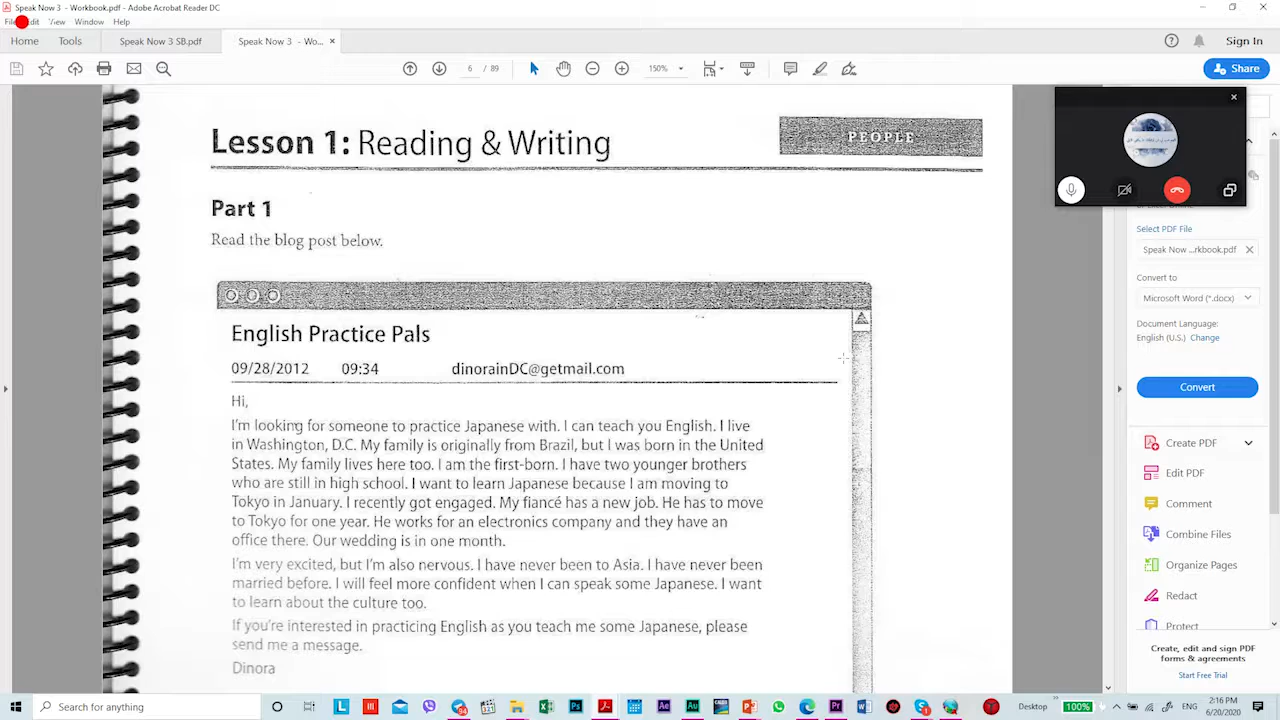 Speak Now 3 - Workbook.pdf - Adobe Acrobat Reader DC
File Edit View Window Help
Home Tools Speak Now 3 SB.pdf Speak Now 3 - Wo... × Sign In
6 / 89 150% Share
Lesson 1: Reading & Writing PEOPLE
Part 1
Read the blog post below.
English Practice Pals
09/28/2012 09:34 dinorainDC@getmail.com
Hi,
I'm looking for someone to practice Japanese with. I can teach you English. I live
in Washington, D.C. My family is originally from Brazil, but I was born in the United
States. My family lives here too. I am the first-born. I have two younger brothers
who are still in high school. I want to learn Japanese because I am moving to
Tokyo in January. I recently got engaged. My fiancé has a new job. He has to move
to Tokyo for one year. He works for an electronics company and they have an
office there. Our wedding is in one month.
I'm very excited, but I'm also nervous. I have never been to Asia. I have never been
married before. I will feel more confident when I can speak some Japanese. I want
to learn about the culture too.
If you're interested in practicing English as you teach me some Japanese, please
send me a message.
Dinora
Select PDF File
Speak Now ...rkbook.pdf
Convert to
Microsoft Word (*.docx)
Document Language:
English (U.S.) Change
Convert
Create PDF
Edit PDF
Comment
Combine Files
Organize Pages
Redact
Protect
Create, edit and sign PDF
forms & agreements
Start Free Trial
Search for anything
Desktop 100% 2:16 PM
6/20/2020